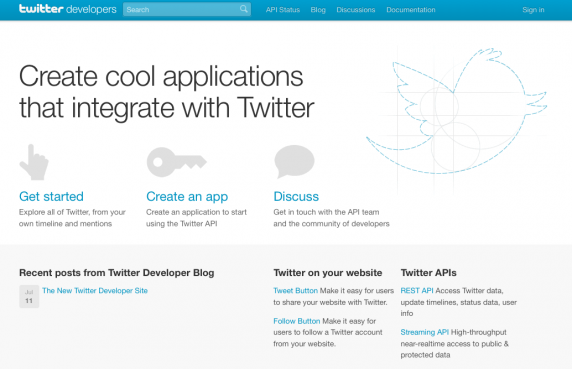 twitter developers
Search
API Status Blog Discussions Documentation
Sign in
Create cool applications
that integrate with Twitter
Get started
Explore all of Twitter, from your
own timeline and mentions
Create an app
Create an application to start
using the Twitter API
Discuss
Get in touch with the API team
and the community of developers
Recent posts from Twitter Developer Blog
Jul
11
The New Twitter Developer Site
Twitter on your website
Tweet Button Make it easy for users
to share your website with Twitter.
Follow Button Make it easy for
users to follow a Twitter account
from your website.
Twitter APIs
REST API Access Twitter data,
update timelines, status data, user
info
Streaming API High-throughput
near-realtime access to public &
protected data